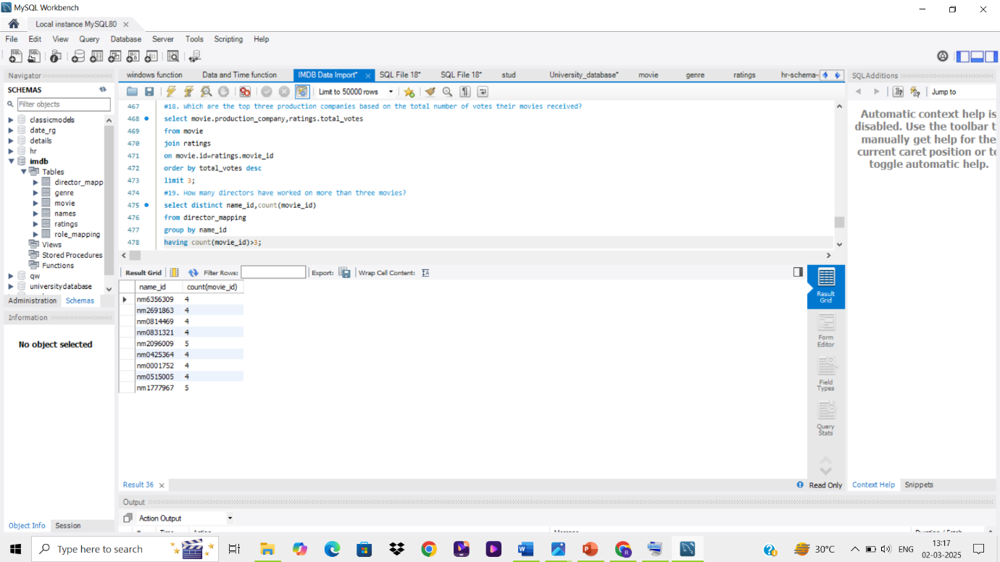 MySQL Workbench
Local instance MySQL80
File Edit View Query Database Server Tools Scripting Help
Navigator
SCHEMAS
Filter objects
classicmodels
date_rg
details
hr
imdb
Tables
director_mapp
genre
movie
names
ratings
role_mapping
Views
Stored Procedures
Functions
qw
universitydatabase
Administration Schemas
Information
No object selected
Object Info Session
windows function Data and Time function IMDB Data Import* SQL File 18* SQL File 18* stud University_database* movie genre ratings hr-schema-
Limit to 50000 rows
467 #18. Which are the top three production companies based on the total number of votes their movies received?
468 select movie.production_company,ratings.total_votes
469 from movie
470 join ratings
471 on movie.id=ratings.movie_id
472 order by total_votes desc
473 limit 3;
474 #19. How many directors have worked on more than three movies?
475 select distinct name_id,count(movie_id)
476 from director_mapping
477 group by name_id
478 having count(movie_id)>3;
Result Grid Filter Rows: Export: Wrap Cell Content:
name_id count(movie_id)
nm6356309 4
nm2691863 4
nm0814469 4
nm0831321 4
nm2096009 5
nm0425364 4
nm0001752 4
nm0515005 4
nm1777967 5
Result Grid
Form Editor
Field Types
Query Stats
Result 36 Read Only
Output
Action Output
SQLAdditions
Jump to
Automatic context help is
disabled. Use the toolbar t
manually get help for the
current caret position or to
toggle automatic help.
Context Help Snippets
Type here to search
30°C
ENG
13:17
02-03-2025